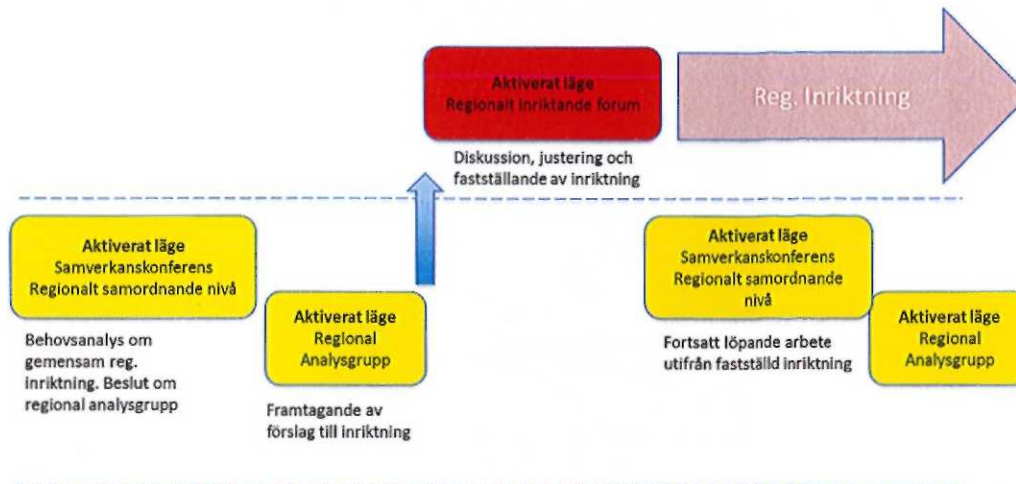 Aktiverat läge
Regionalt inriktande forum
Reg. Inriktning
Diskussion, justering och
fastställande av inriktning
Aktiverat läge
Samverkanskonferens
Regionalt samordnande nivå
Behovsanalys om
gemensam reg.
inriktning. Beslut om
regional analysgrupp
Aktiverat läge
Regional
Analysgrupp
Framtagande av
förslag till inriktning
Aktiverat läge
Samverkanskonferens
Regionalt samordnande
nivå
Fortsatt löpande arbete
utifrån fastställd inriktning
Aktiverat läge
Regional
Analysgrupp